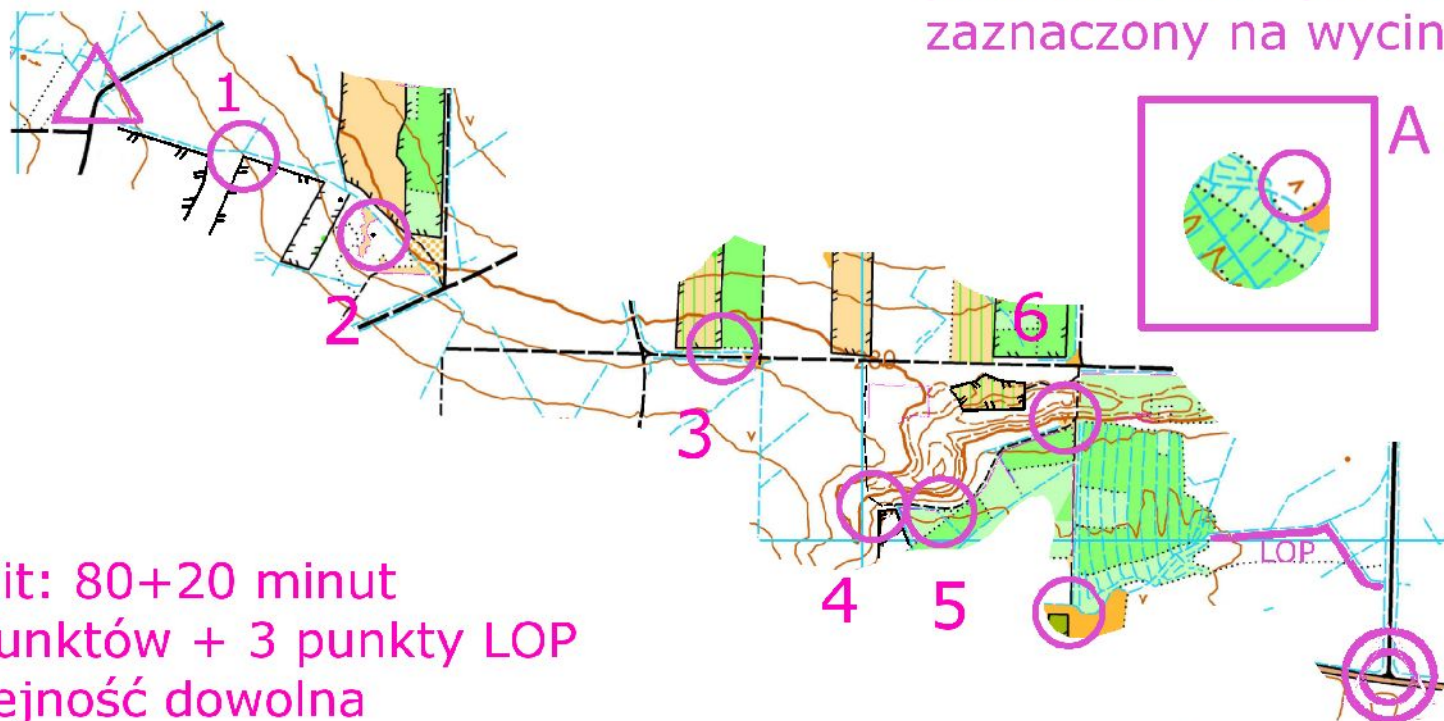 zaznaczony na wycin
A
1
2
3
6
4
5
LOP
it: 80+20 minut
unktów + 3 punkty LOP
ejność dowolna